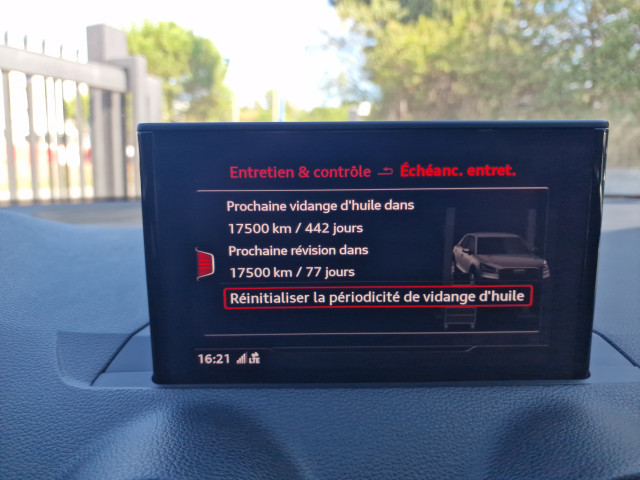 Entretien & contrôle Échéanc. entret.
Prochaine vidange d'huile dans
17500 km / 442 jours
Prochaine révision dans
17500 km / 77 jours
Réinitialiser la périodicité de vidange d'huile
16:21 LTE